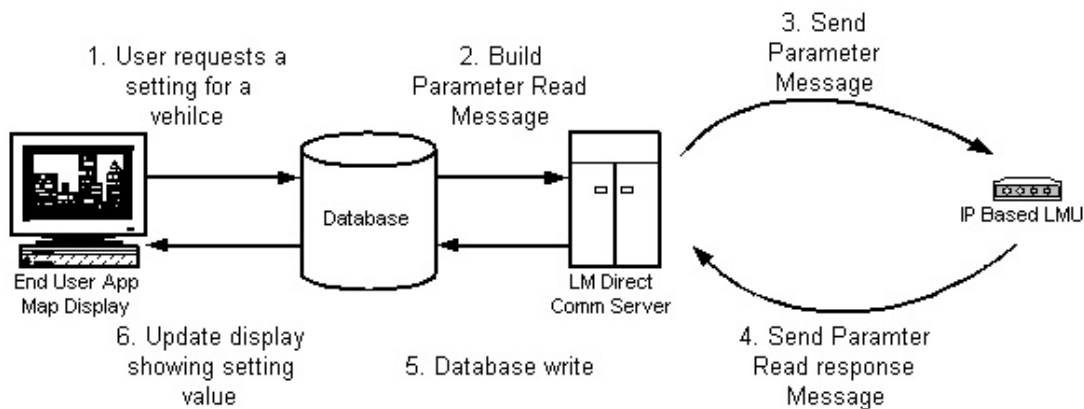 1. User requests a
setting for a
vehilce
2. Build
Parameter Read
Message
3. Send
Parameter
Message
Database
End User App
Map Display
LM Direct
Comm Server
IP Based LMU
6. Update display
showing setting
value
5. Database write
4. Send Paramter
Read response
Message